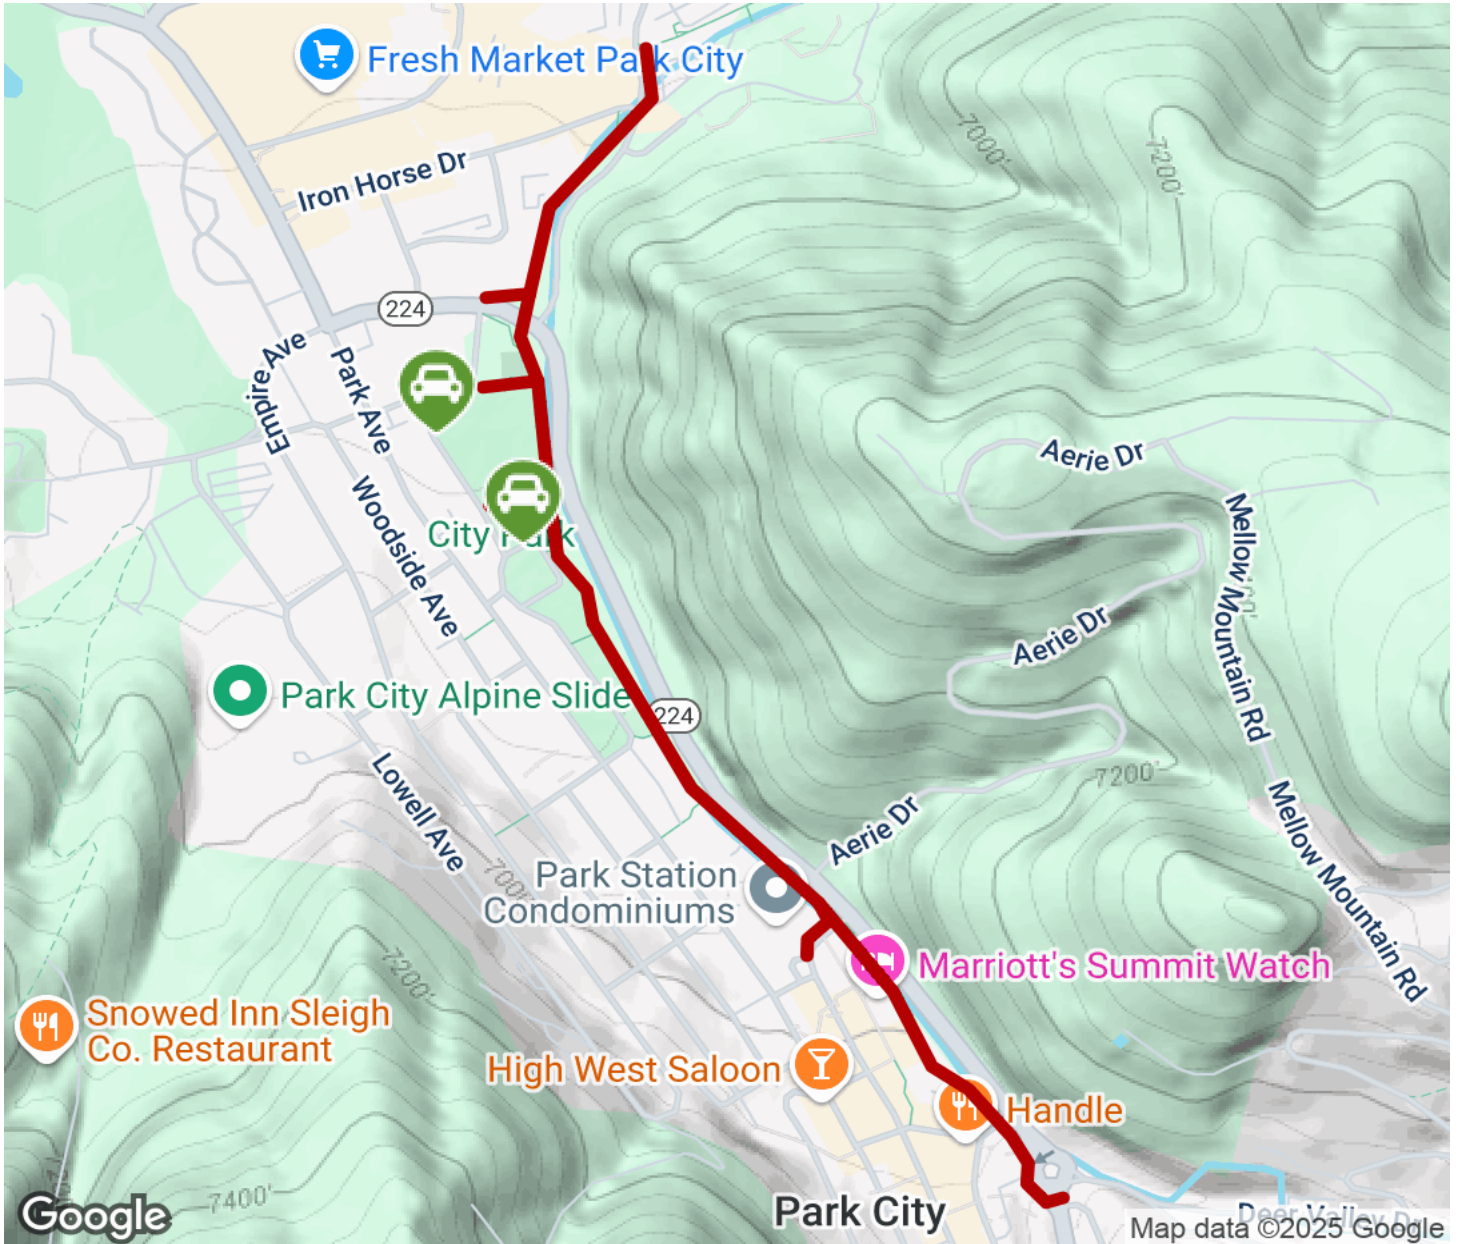 Fresh Market Park City
7000'
7200'
Iron Horse Dr
224
Empire Ave
Park Ave
Aerie Dr
Woodside Ave
City Park
Mellow Mountain Rd
Aerie Dr
Park City Alpine Slide
224
7200'
Lowell Ave
Aerie Dr
Mellow Mountain Rd
Park Station
Condominiums
Marriott's Summit Watch
7200'
Snowed Inn Sleigh
Co. Restaurant
High West Saloon
Handle
7400'
Park City
Deer Valley Dr
Google
Map data ©2025 Google